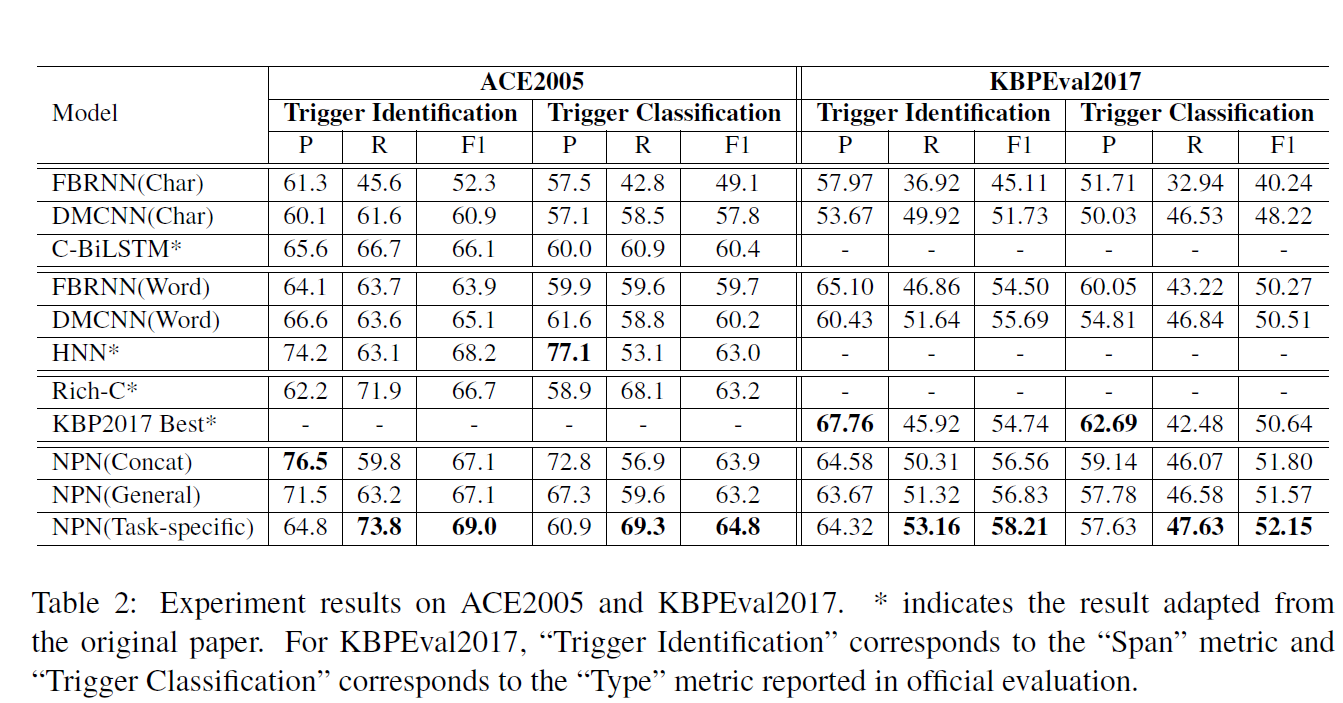 ACE2005 KBPEval2017
Model Trigger Identification Trigger Classification Trigger Identification Trigger Classification
P R F1 P R F1 P R F1 P R F1
FBRNN(Char) 61.3 45.6 52.3 57.5 42.8 49.1 57.97 36.92 45.11 51.71 32.94 40.24
DMCNN(Char) 60.1 61.6 60.9 57.1 58.5 57.8 53.67 49.92 51.73 50.03 46.53 48.22
C-BiLSTM* 65.6 66.7 66.1 60.0 60.9 60.4 - - - - - -
FBRNN(Word) 64.1 63.7 63.9 59.9 59.6 59.7 65.10 46.86 54.50 60.05 43.22 50.27
DMCNN(Word) 66.6 63.6 65.1 61.6 58.8 60.2 60.43 51.64 55.69 54.81 46.84 50.51
HNN* 74.2 63.1 68.2 77.1 53.1 63.0 - - - - - -
Rich-C* 62.2 71.9 66.7 58.9 68.1 63.2 - - - - - -
KBP2017 Best* - - - - - - 67.76 45.92 54.74 62.69 42.48 50.64
NPN(Concat) 76.5 59.8 67.1 72.8 56.9 63.9 64.58 50.31 56.56 59.14 46.07 51.80
NPN(General) 71.5 63.2 67.1 67.3 59.6 63.2 63.67 51.32 56.83 57.78 46.58 51.57
NPN(Task-specific) 64.8 73.8 69.0 60.9 69.3 64.8 64.32 53.16 58.21 57.63 47.63 52.15
Table 2: Experiment results on ACE2005 and KBPEval2017. * indicates the result adapted from
the original paper. For KBPEval2017, “Trigger Identification” corresponds to the “Span” metric and
“Trigger Classification” corresponds to the “Type” metric reported in official evaluation.